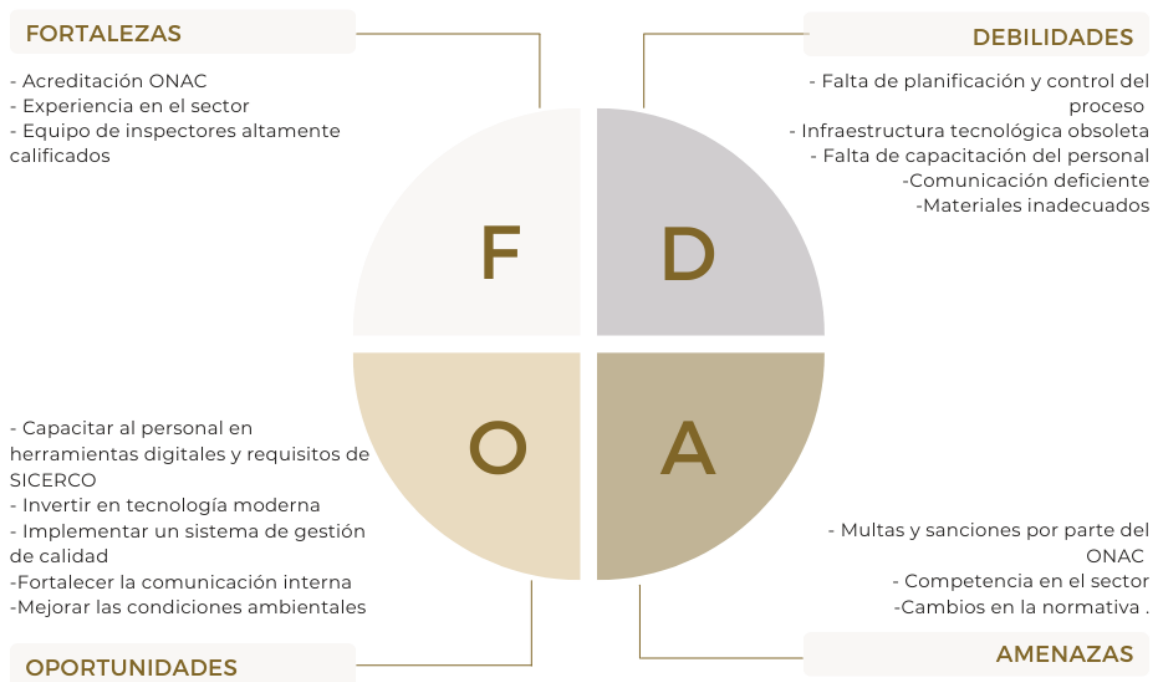 FORTALEZAS
- Acreditación ONAC
- Experiencia en el sector
- Equipo de inspectores altamente
calificados
DEBILIDADES
- Falta de planificación y control del
proceso
- Infraestructura tecnológica obsoleta
- Falta de capacitación del personal
-Comunicación deficiente
-Materiales inadecuados
F
D
O
A
- Capacitar al personal en
herramientas digitales y requisitos de
SICERCO
- Invertir en tecnología moderna
- Implementar un sistema de gestión
de calidad
-Fortalecer la comunicación interna
-Mejorar las condiciones ambientales
OPORTUNIDADES
- Multas y sanciones por parte del
ONAC
- Competencia en el sector
-Cambios en la normativa .
AMENAZAS